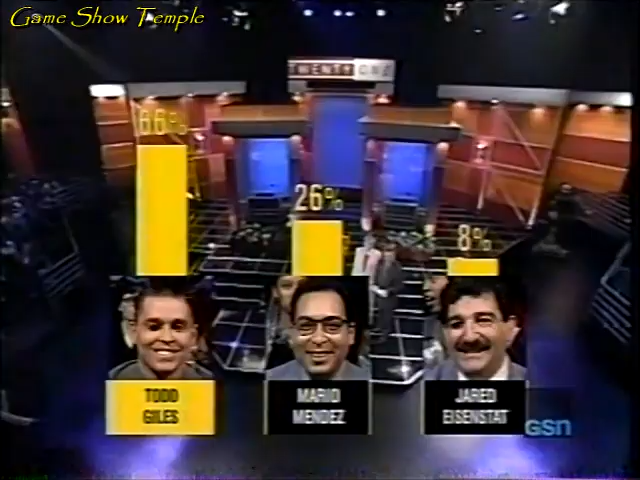 Game Show Temple
TWENTY ONE
66%
26%
8%
TODD
GILES
MARIO
MENDEZ
JARED
EISENSTAT
GSN